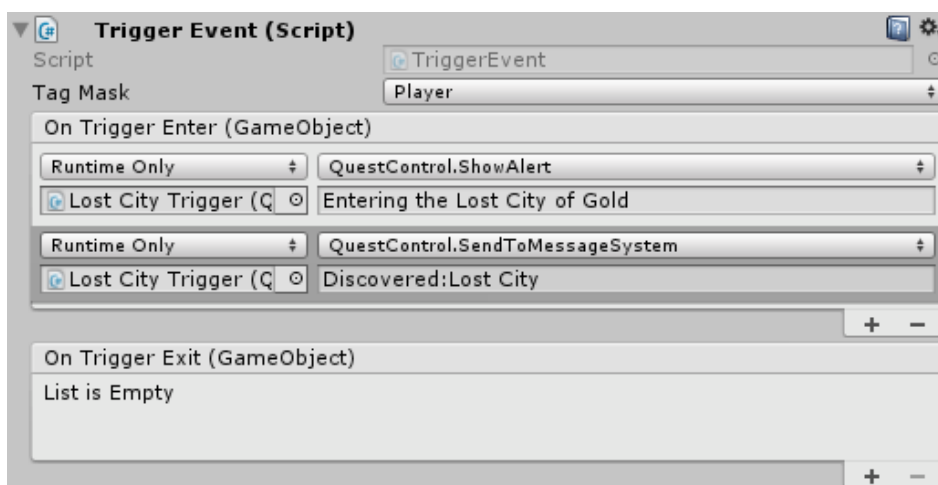 Trigger Event (Script)
Script TriggerEvent
Tag Mask Player
On Trigger Enter (GameObject)
Runtime Only QuestControl.ShowAlert
Lost City Trigger (Q Entering the Lost City of Gold
Runtime Only QuestControl.SendToMessageSystem
Lost City Trigger (Q Discovered:Lost City
+ −
On Trigger Exit (GameObject)
List is Empty
+ −